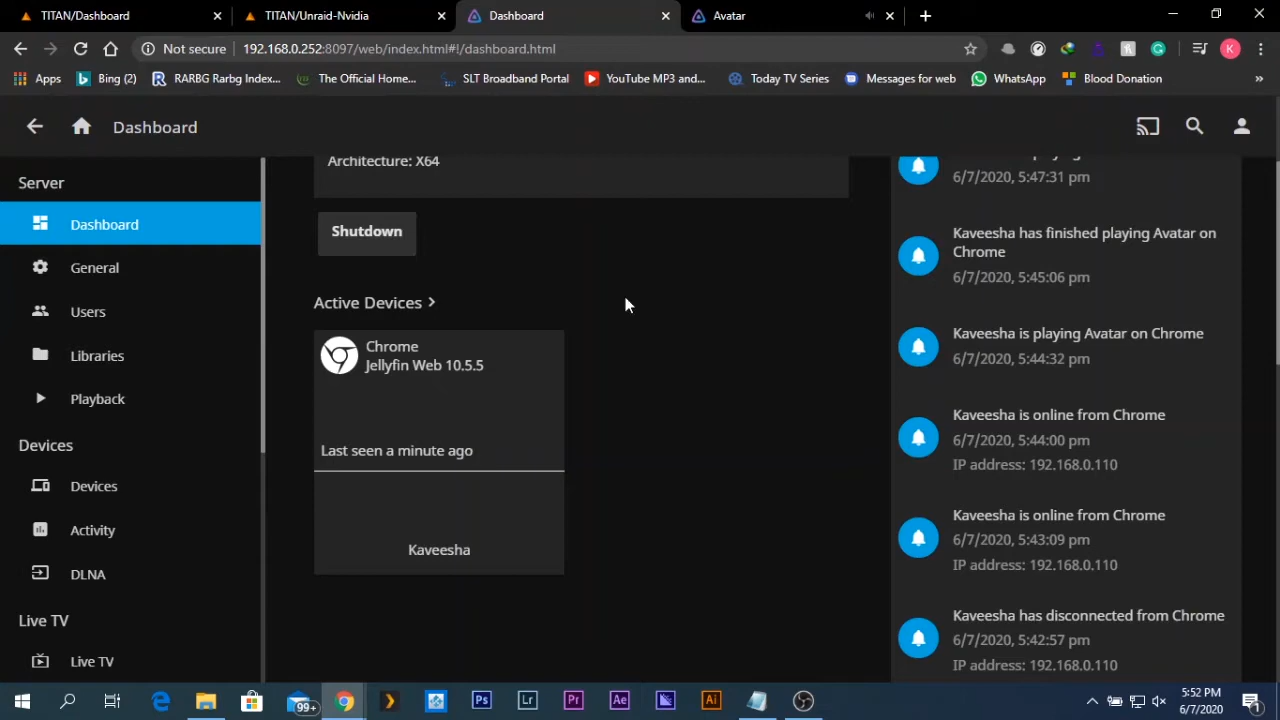 TITAN/Dashboard
TITAN/Unraid-Nvidia
Dashboard
Avatar
Not secure
192.168.0.252:8097/web/index.html#!/dashboard.html
K
Apps
Bing (2)
RARBG Rarbg Index...
The Official Home...
SLT Broadband Portal
YouTube MP3 and...
Today TV Series
Messages for web
WhatsApp
Blood Donation
»
Dashboard
Server
Dashboard
General
Users
Libraries
Playback
Devices
Devices
Activity
DLNA
Live TV
Live TV
Architecture: X64
Shutdown
Active Devices
Chrome
Jellyfin Web 10.5.5
Last seen a minute ago
Kaveesha
6/7/2020, 5:47:31 pm
Kaveesha has finished playing Avatar on
Chrome
6/7/2020, 5:45:06 pm
Kaveesha is playing Avatar on Chrome
6/7/2020, 5:44:32 pm
Kaveesha is online from Chrome
6/7/2020, 5:44:00 pm
IP address: 192.168.0.110
Kaveesha is online from Chrome
6/7/2020, 5:43:09 pm
IP address: 192.168.0.110
Kaveesha has disconnected from Chrome
6/7/2020, 5:42:57 pm
IP address: 192.168.0.110
99+
Ps
Lr
Pr
Ae
Ai
5:52 PM
6/7/2020
1